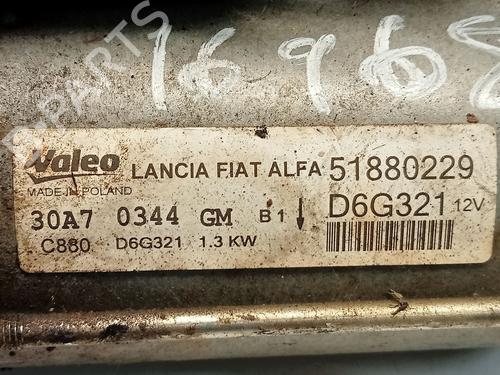 16968
Valeo LANCIA FIAT ALFA 51880229
MADE IN POLAND
30A7 0344 GM B1 D6G321 12V
C880 D6G321 1.3 KW